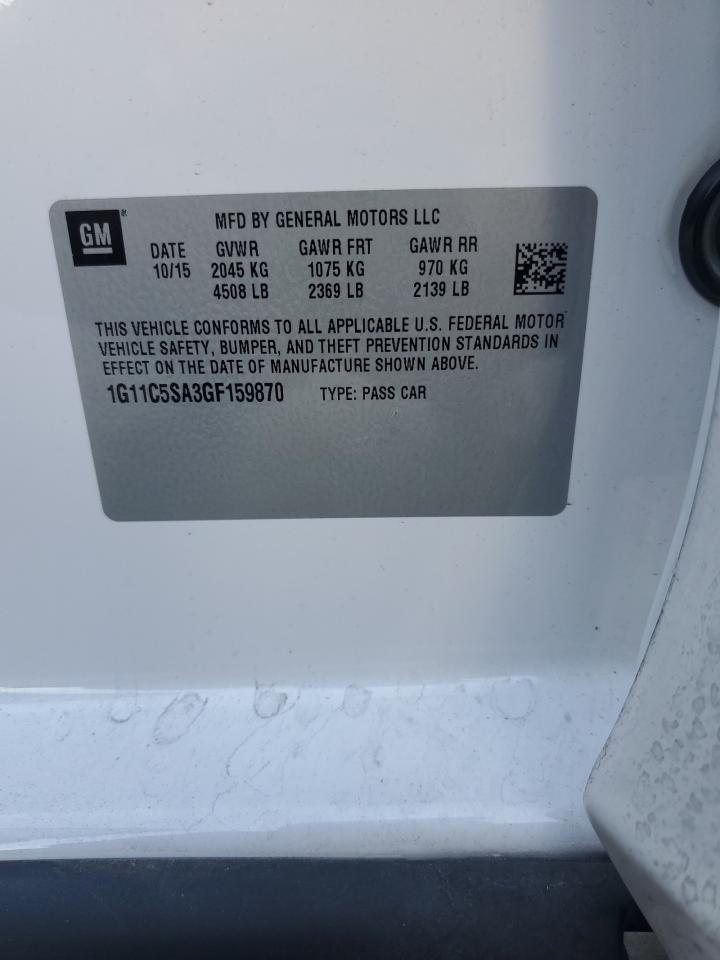 GM ®
MFD BY GENERAL MOTORS LLC
DATE GVWR GAWR FRT GAWR RR
10/15 2045 KG 1075 KG 970 KG
4508 LB 2369 LB 2139 LB
THIS VEHICLE CONFORMS TO ALL APPLICABLE U.S. FEDERAL MOTOR
VEHICLE SAFETY, BUMPER, AND THEFT PREVENTION STANDARDS IN
EFFECT ON THE DATE OF MANUFACTURE SHOWN ABOVE.
1G11C5SA3GF159870 TYPE: PASS CAR